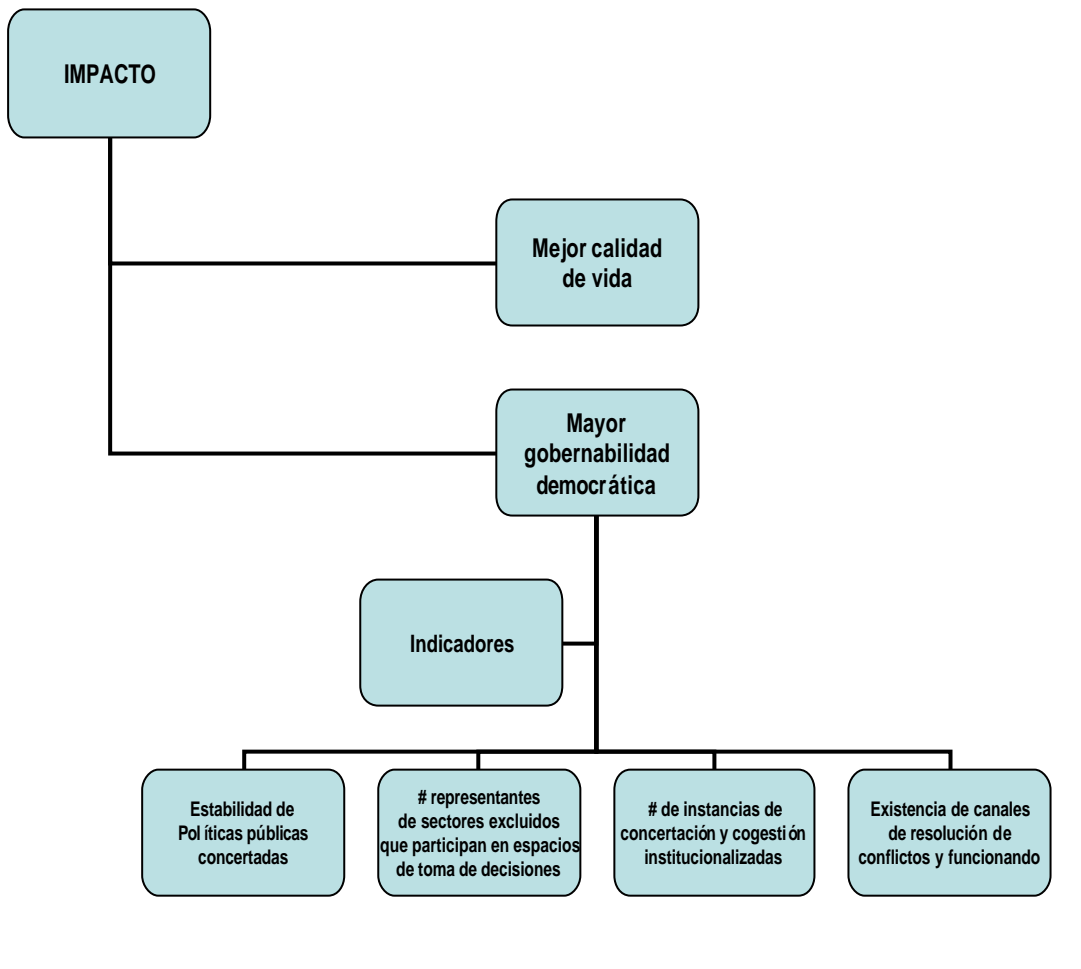 IMPACTO
Mejor calidad
de vida
Mayor
gobernabilidad
democrática
Indicadores
Estabilidad de
Políticas públicas
concertadas
# representantes
de sectores excluidos
que participan en espacios
de toma de decisiones
# de instancias de
concertación y cogestión
institucionalizadas
Existencia de canales
de resolución de
conflictos y funcionando